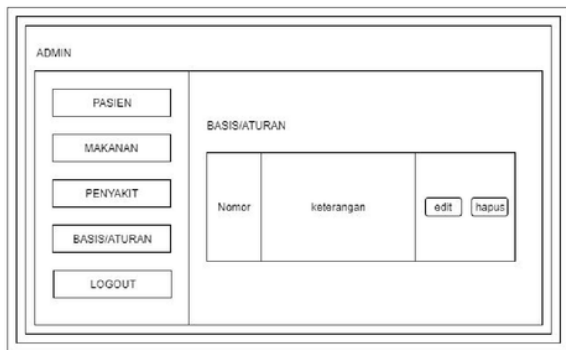 ADMIN
PASIEN
MAKANAN
PENYAKIT
BASIS/ATURAN
LOGOUT
BASIS/ATURAN
Nomor keterangan edit hapus